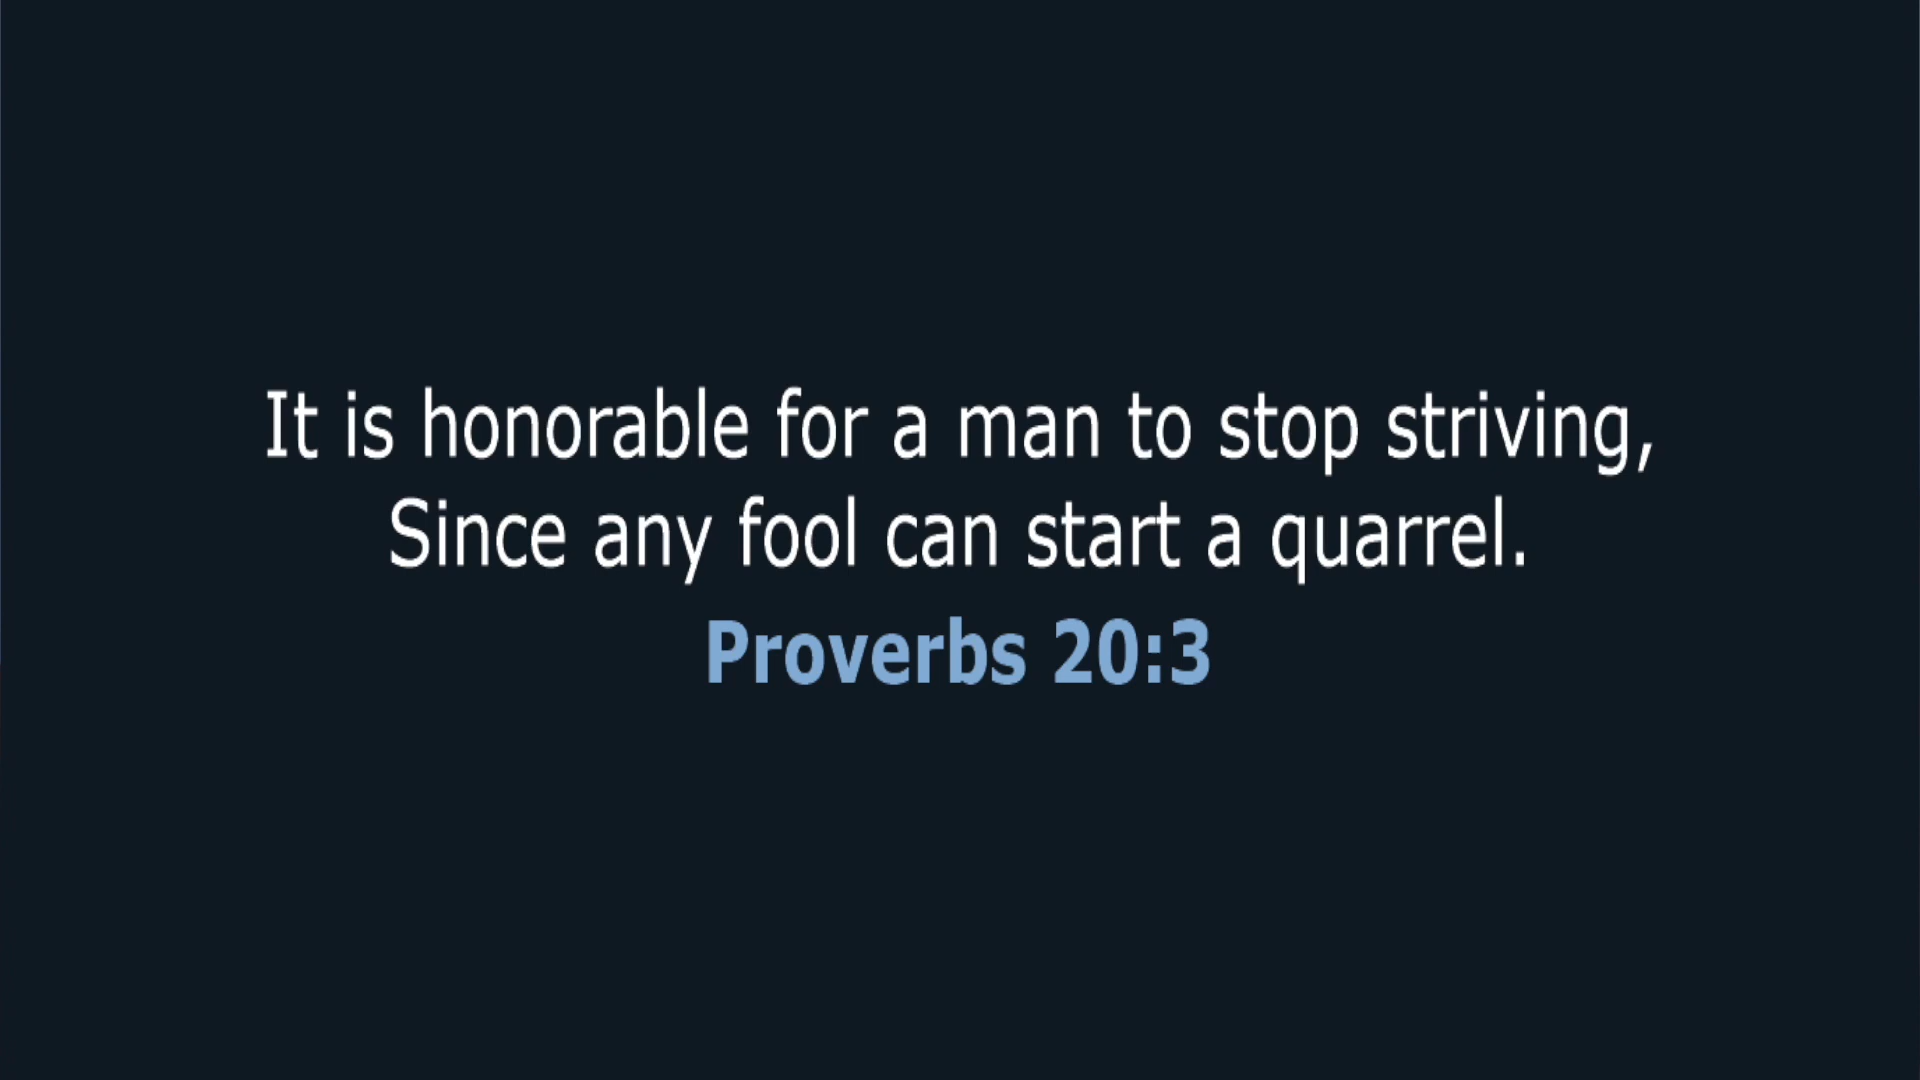 It is honorable for a man to stop striving,
Since any fool can start a quarrel.
Proverbs 20:3